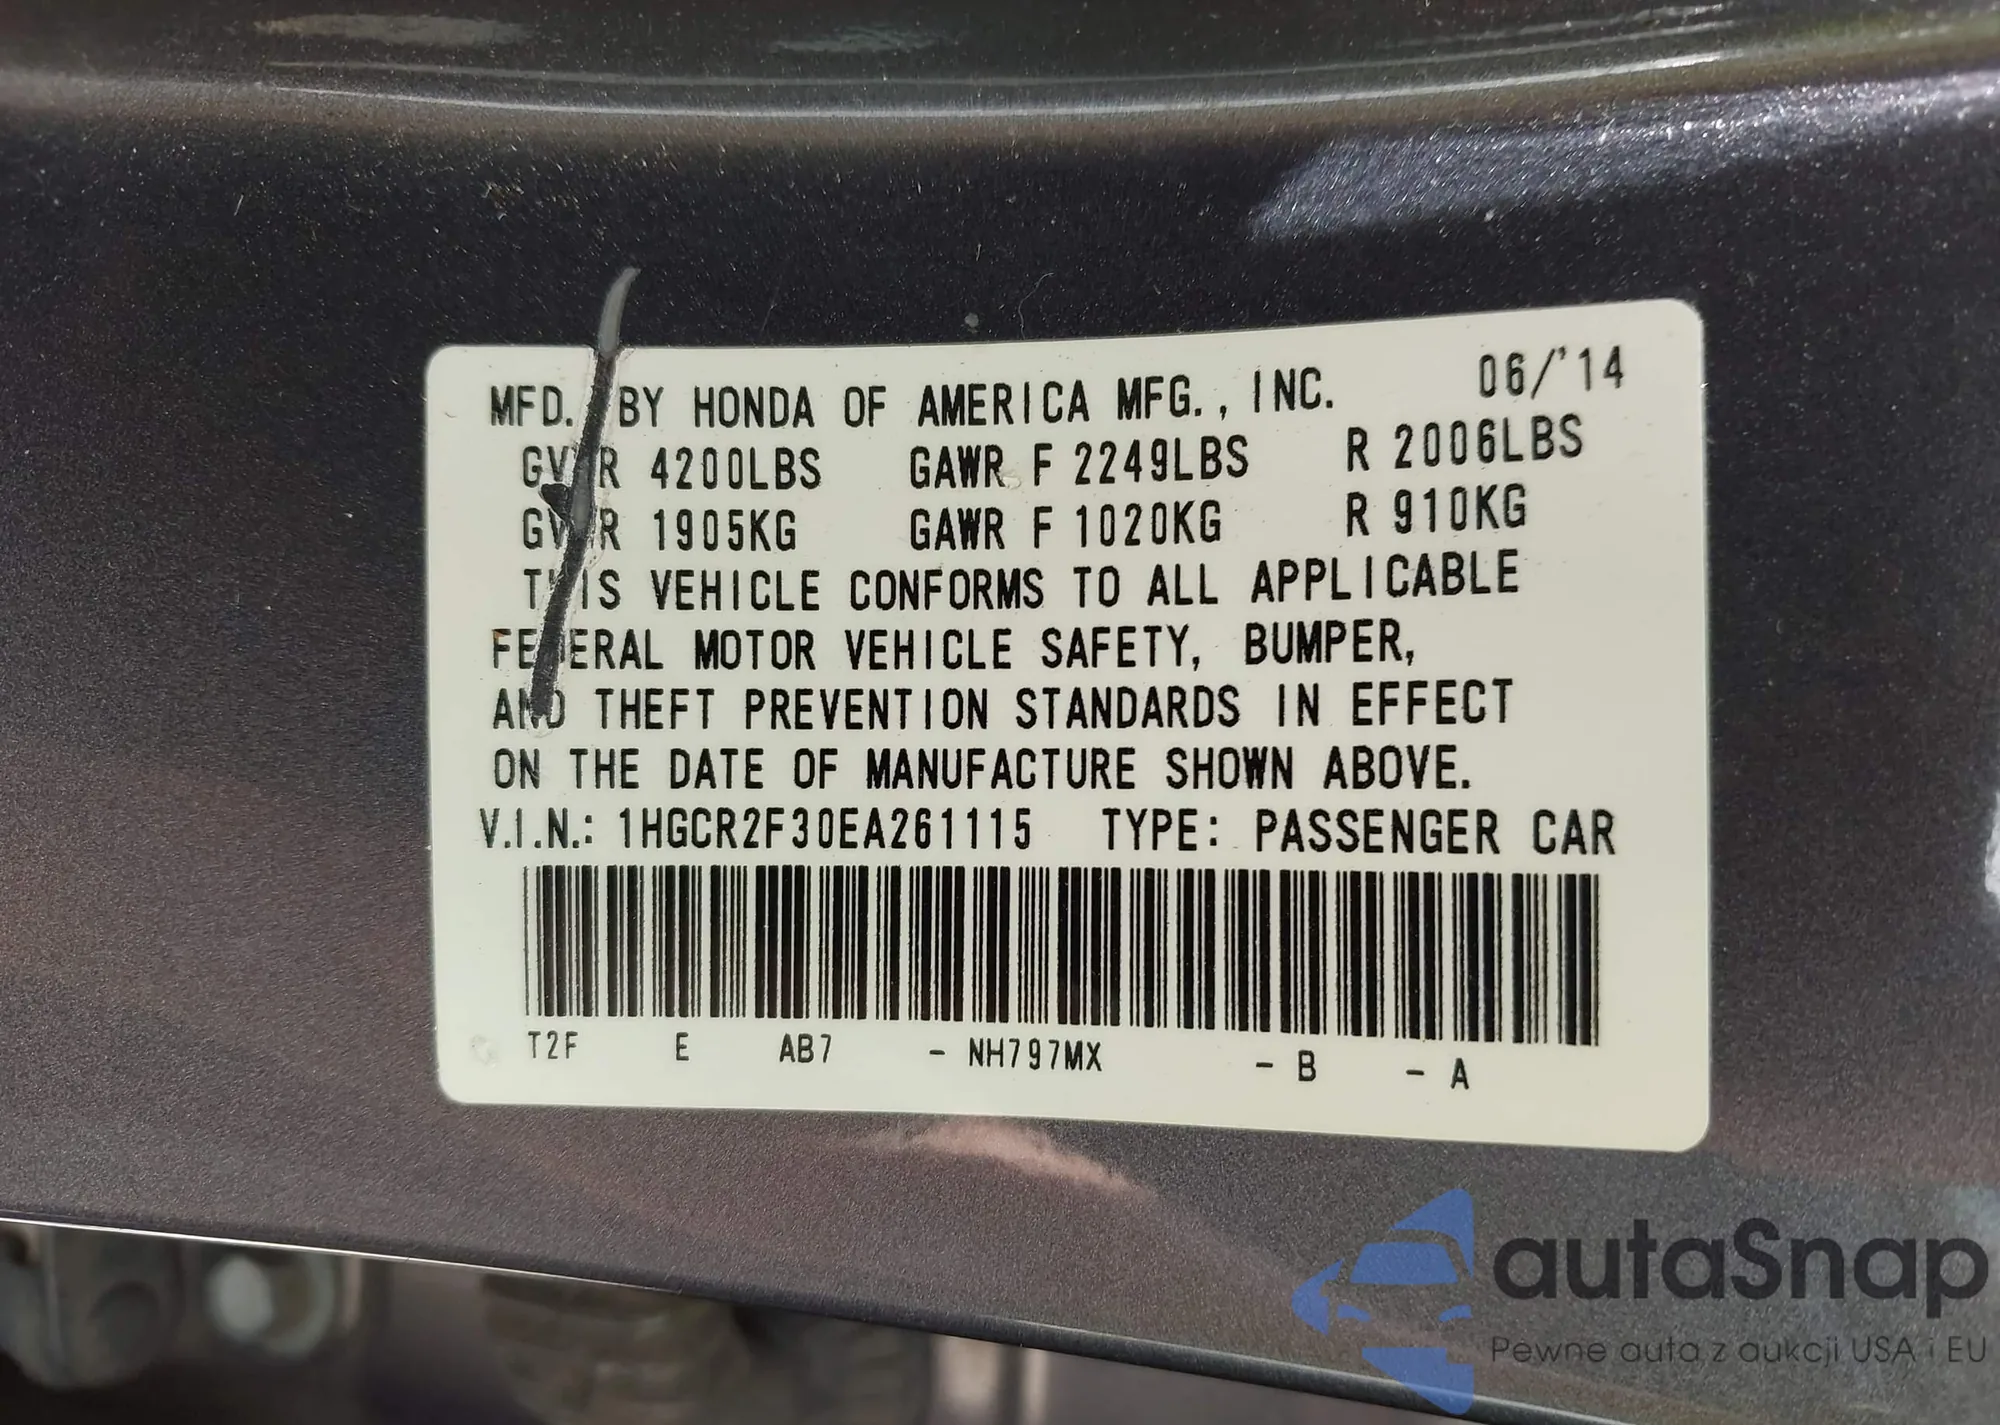 MFD. BY HONDA OF AMERICA MFG., INC. 06/'14
GVWR 4200LBS GAWR F 2249LBS R 2006LBS
GVWR 1905KG GAWR F 1020KG R 910KG
THIS VEHICLE CONFORMS TO ALL APPLICABLE
FEDERAL MOTOR VEHICLE SAFETY, BUMPER,
AND THEFT PREVENTION STANDARDS IN EFFECT
ON THE DATE OF MANUFACTURE SHOWN ABOVE.
V.I.N.: 1HGCR2F30EA261115 TYPE: PASSENGER CAR
T2F E AB7 - NH797MX - B - A
autaSnap
Pewne auta z aukcji USA i EU